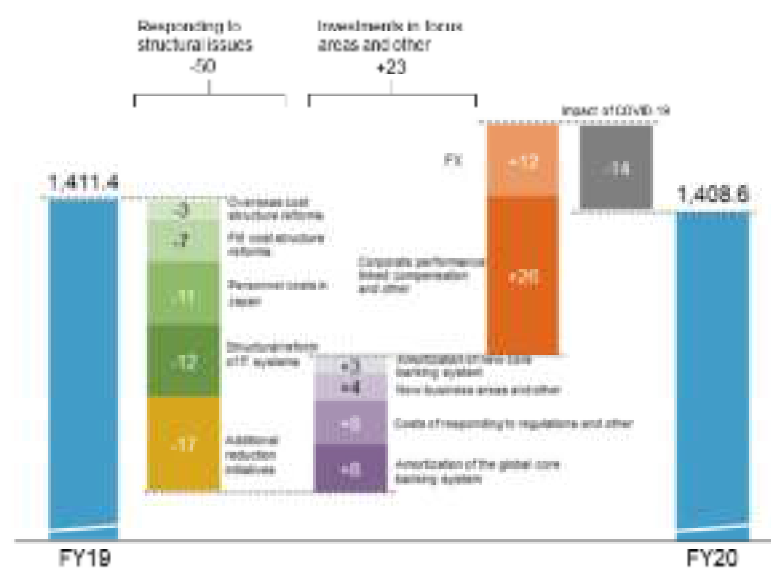 Responding to
structural issues
-50
Investments in focus
areas and other
+23
Impact of COVID-19
FX
+12
-14
1,411.4
1,408.6
-3
Overseas cost
structure reforms
-7
cost structure
reforms
-11
Personnel costs in
Japan
-12
Structural reform
of IT systems
-17
Additional
reduction
initiatives
Corporate performance
linked compensation
and other
+26
+3
Amortization of new core
banking system
+4
New business areas and other
Costs of responding to regulations and other
+8
Amortization of the global core
banking system
FY19
FY20